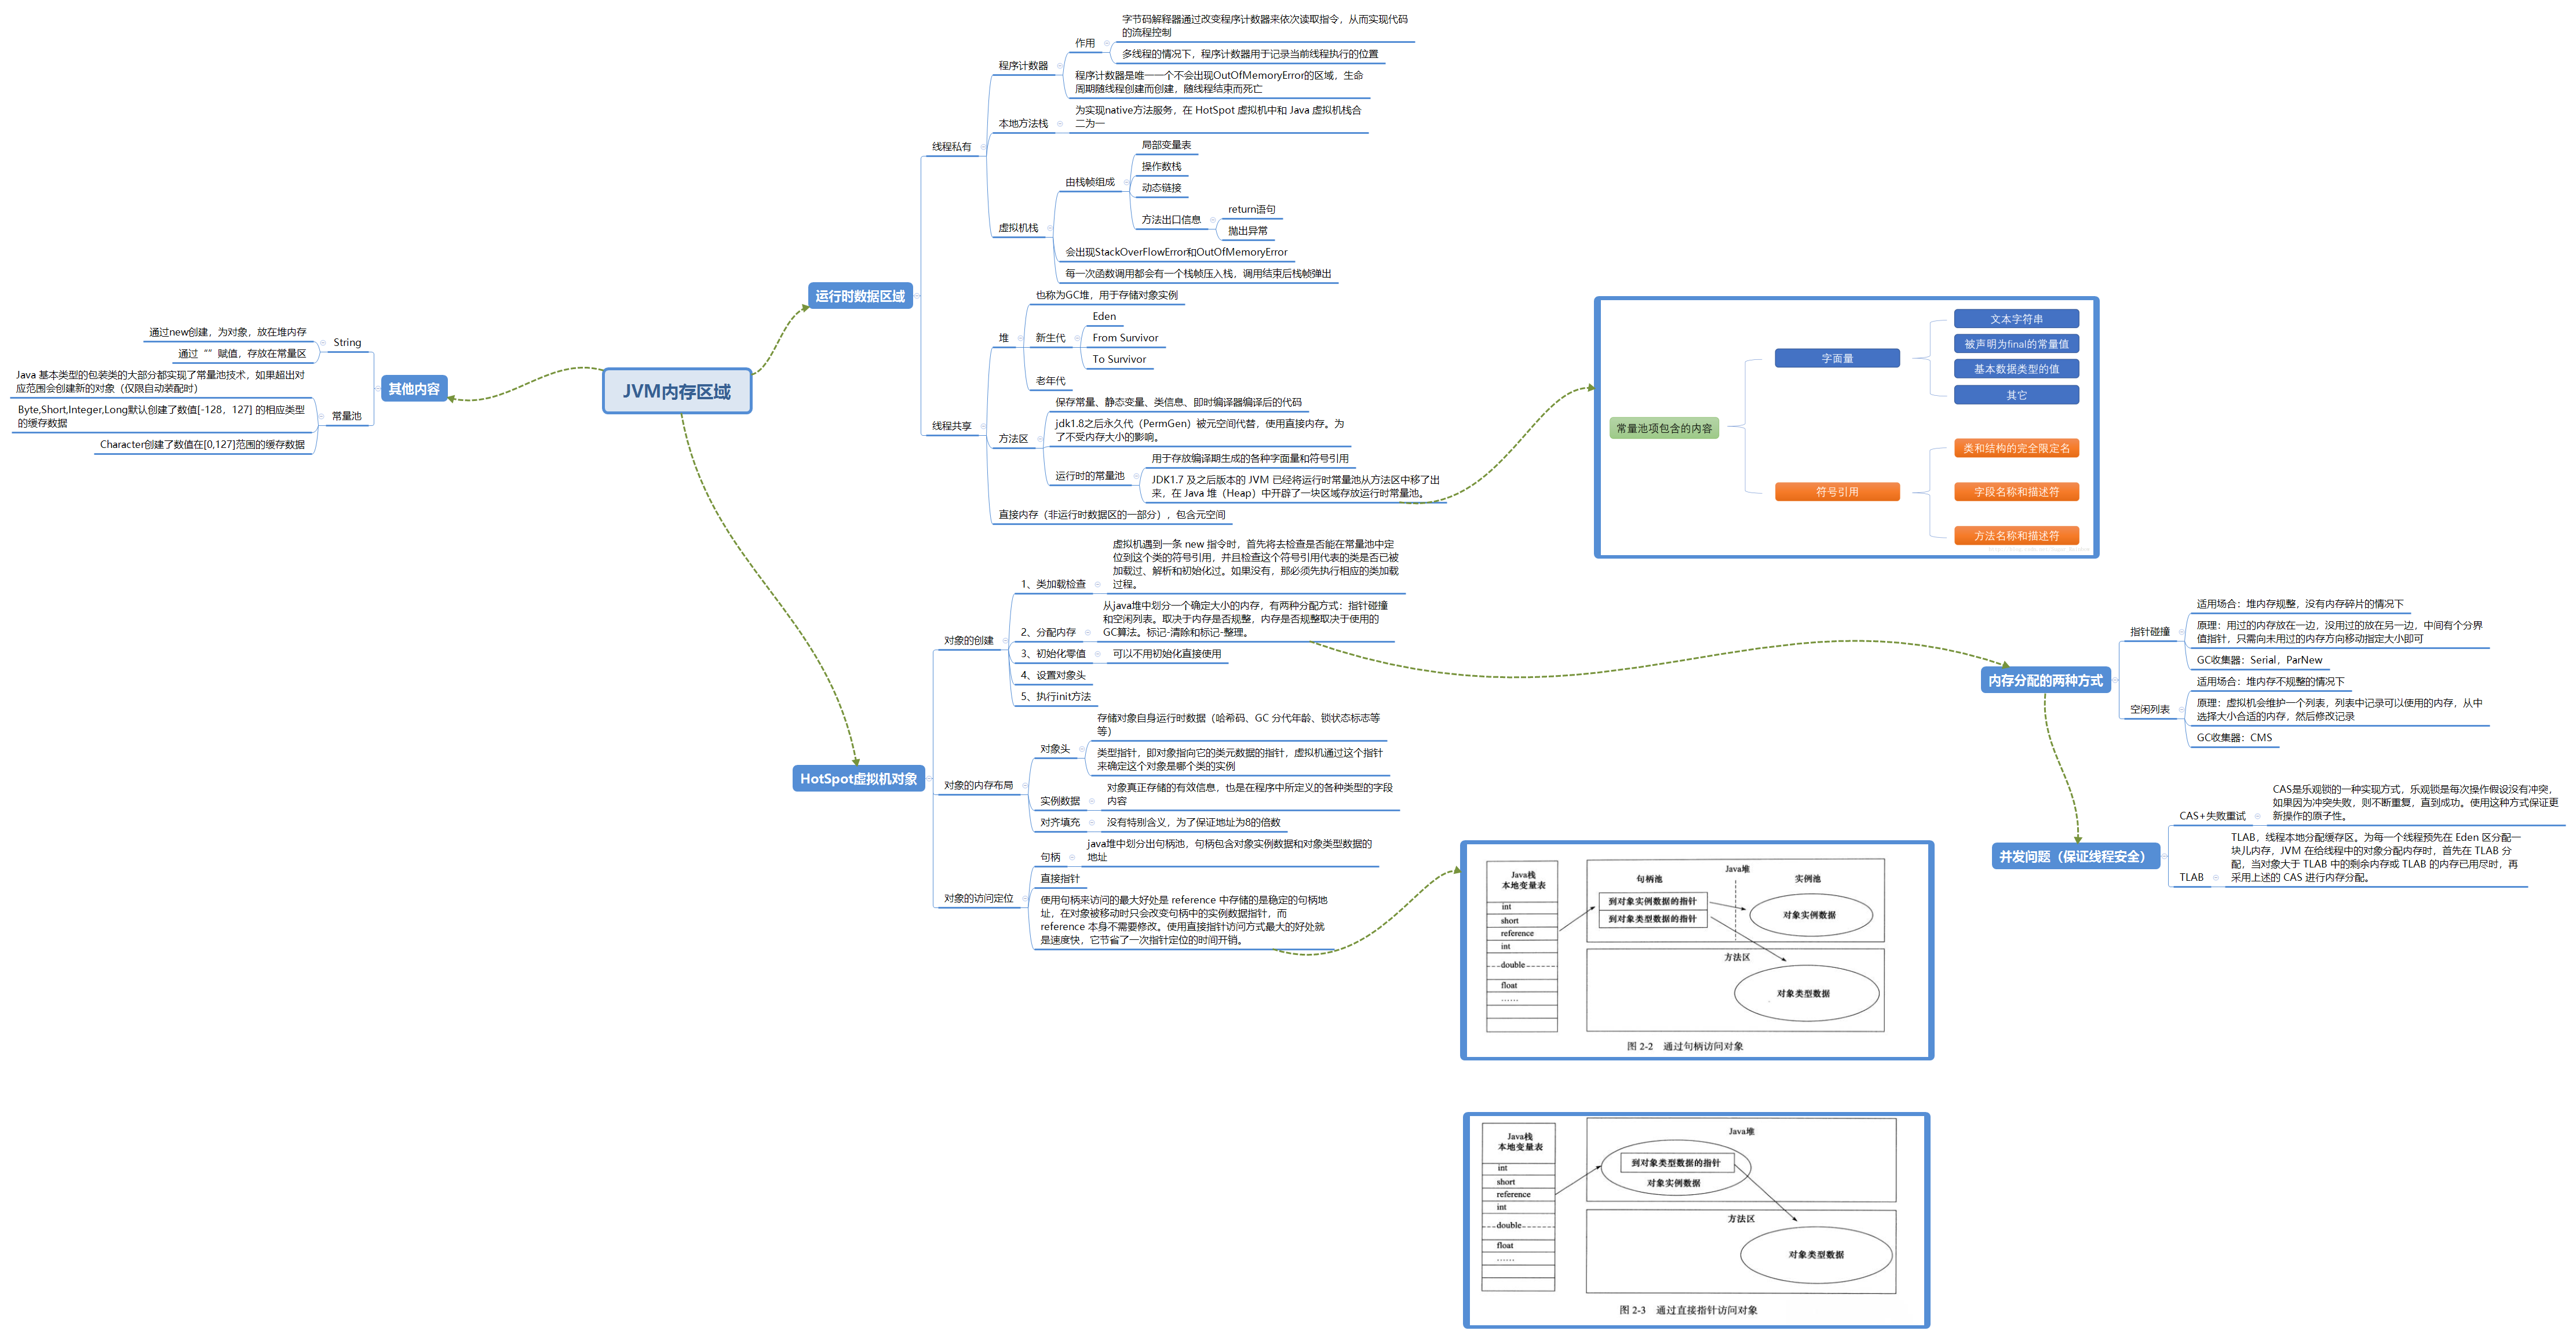 JVM内存区域
运行时数据区域
线程私有
程序计数器
作用
字节码解释器通过改变程序计数器来依次读取指令，从而实现代码
的流程控制
多线程的情况下，程序计数器用于记录当前线程执行的位置
程序计数器是唯一一个不会出现OutOfMemoryError的区域，生命
周期随线程创建而创建，随线程结束而死亡
本地方法栈
为实现native方法服务，在 HotSpot 虚拟机中和 Java 虚拟机栈合
二为一
虚拟机栈
由栈帧组成
局部变量表
操作数栈
动态链接
方法出口信息
return语句
抛出异常
会出现StackOverFlowError和OutOfMemoryError
每一次函数调用都会有一个栈帧压入栈，调用结束后栈帧弹出
线程共享
堆
也称为GC堆，用于存储对象实例
新生代
Eden
From Survivor
To Survivor
老年代
方法区
保存常量、静态变量、类信息、即时编译器编译后的代码
jdk1.8之后永久代（PermGen）被元空间代替，使用直接内存。为
了不受内存大小的影响。
运行时的常量池
用于存放编译期生成的各种字面量和符号引用
JDK1.7 及之后版本的 JVM 已经将运行时常量池从方法区中移了出
来，在 Java 堆（Heap）中开辟了一块区域存放运行时常量池。
直接内存（非运行时数据区的一部分），包含元空间
常量池项包含的内容
字面量
文本字符串
被声明为final的常量值
基本数据类型的值
其它
符号引用
类和结构的完全限定名
字段名称和描述符
方法名称和描述符
其他内容
String
通过new创建，为对象，放在堆内存
通过“”赋值，存放在常量区
常量池
Java 基本类型的包装类的大部分都实现了常量池技术，如果超出对
应范围会创建新的对象（仅限自动装配时）
Byte,Short,Integer,Long默认创建了数值[-128，127] 的相应类型
的缓存数据
Character创建了数值在[0,127]范围的缓存数据
HotSpot虚拟机对象
对象的创建
1、类加载检查
虚拟机遇到一条 new 指令时，首先将去检查是否能在常量池中定
位到这个类的符号引用，并且检查这个符号引用代表的类是否已被
加载过、解析和初始化过。如果没有，那必须先执行相应的类加载
过程。
2、分配内存
从java堆中划分一个确定大小的内存，有两种分配方式：指针碰撞
和空闲列表。取决于内存是否规整，内存是否规整取决于使用的
GC算法。标记-清除和标记-整理。
3、初始化零值
可以不用初始化直接使用
4、设置对象头
5、执行init方法
对象的内存布局
对象头
存储对象自身运行时数据（哈希码、GC 分代年龄、锁状态标志等
等）
类型指针，即对象指向它的类元数据的指针，虚拟机通过这个指针
来确定这个对象是哪个类的实例
实例数据
对象真正存储的有效信息，也是在程序中所定义的各种类型的字段
内容
对齐填充
没有特别含义，为了保证地址为8的倍数
对象的访问定位
句柄
java堆中划分出句柄池，句柄包含对象实例数据和对象类型数据的
地址
直接指针
使用句柄来访问的最大好处是 reference 中存储的是稳定的句柄地
址，在对象被移动时只会改变句柄中的实例数据指针，而
reference 本身不需要修改。使用直接指针访问方式最大的好处就
是速度快，它节省了一次指针定位的时间开销。
内存分配的两种方式
指针碰撞
适用场合：堆内存规整，没有内存碎片的情况下
原理：用过的内存放在一边，没用过的放在另一边，中间有个分界
值指针，只需向未用过的内存方向移动指定大小即可
GC收集器：Serial，ParNew
空闲列表
适用场合：堆内存不规整的情况下
原理：虚拟机会维护一个列表，列表中记录可以使用的内存，从中
选择大小合适的内存，然后修改记录
GC收集器：CMS
并发问题（保证线程安全）
CAS+失败重试
CAS是乐观锁的一种实现方式，乐观锁是每次操作假设没有冲突，
如果因为冲突失败，则不断重复，直到成功。使用这种方式保证更
新操作的原子性。
TLAB
TLAB，线程本地分配缓存区。为每一个线程预先在 Eden 区分配一
块儿内存，JVM 在给线程中的对象分配内存时，首先在 TLAB 分
配，当对象大于 TLAB 中的剩余内存或 TLAB 的内存已用尽时，再
采用上述的 CAS 进行内存分配。
Java栈
本地变量表
int
short
reference
int
double
float
……
Java堆
句柄池
实例池
到对象实例数据的指针
到对象类型数据的指针
对象实例数据
方法区
对象类型数据
图 2-2 通过句柄访问对象
Java栈
本地变量表
int
short
reference
int
double
float
……
Java堆
到对象类型数据的指针
对象实例数据
方法区
对象类型数据
图 2-3 通过直接指针访问对象